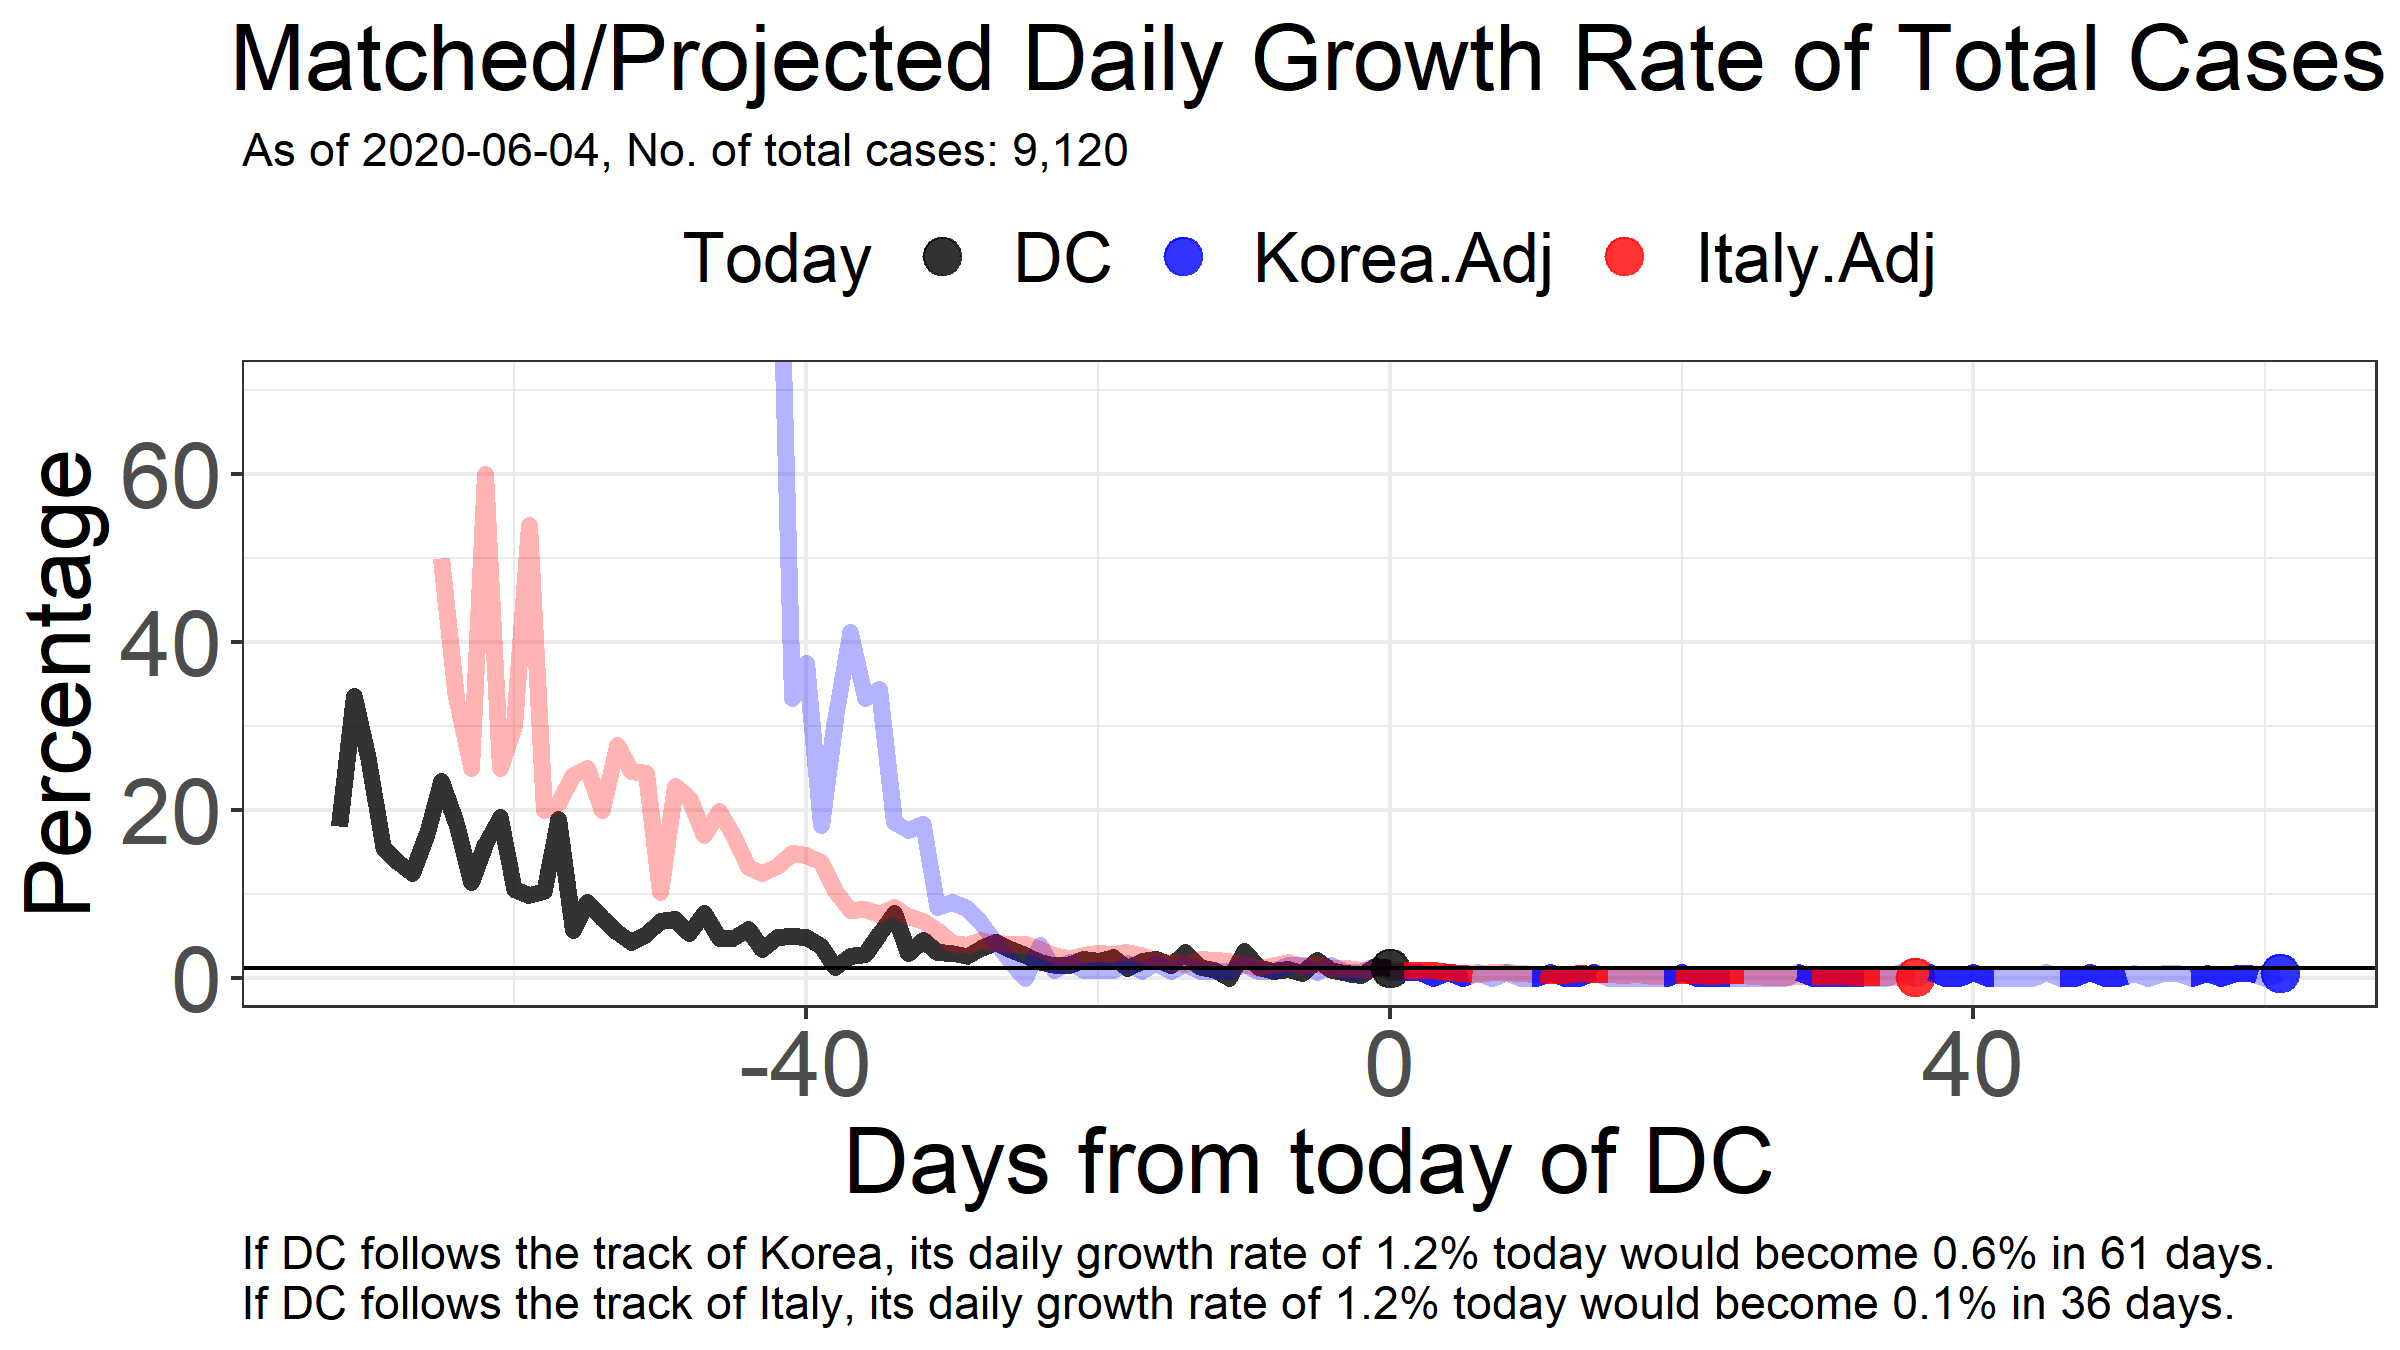 Matched/Projected Daily Growth Rate of Total Cases
As of 2020-06-04, No. of total cases: 9,120
Today DC Korea.Adj Italy.Adj
Percentage
60
40
20
0
-40 0 40
Days from today of DC
If DC follows the track of Korea, its daily growth rate of 1.2% today would become 0.6% in 61 days.
If DC follows the track of Italy, its daily growth rate of 1.2% today would become 0.1% in 36 days.